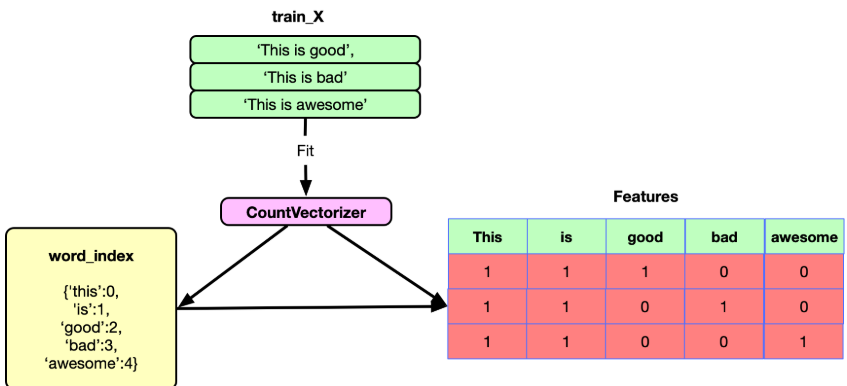 train_X
‘This is good’,
‘This is bad’
‘This is awesome’
Fit
CountVectorizer
word_index
{'this':0,
'is':1,
‘good':2,
‘bad':3,
‘awesome':4}
Features
This is good bad awesome
1 1 1 0 0
1 1 0 1 0
1 1 0 0 1